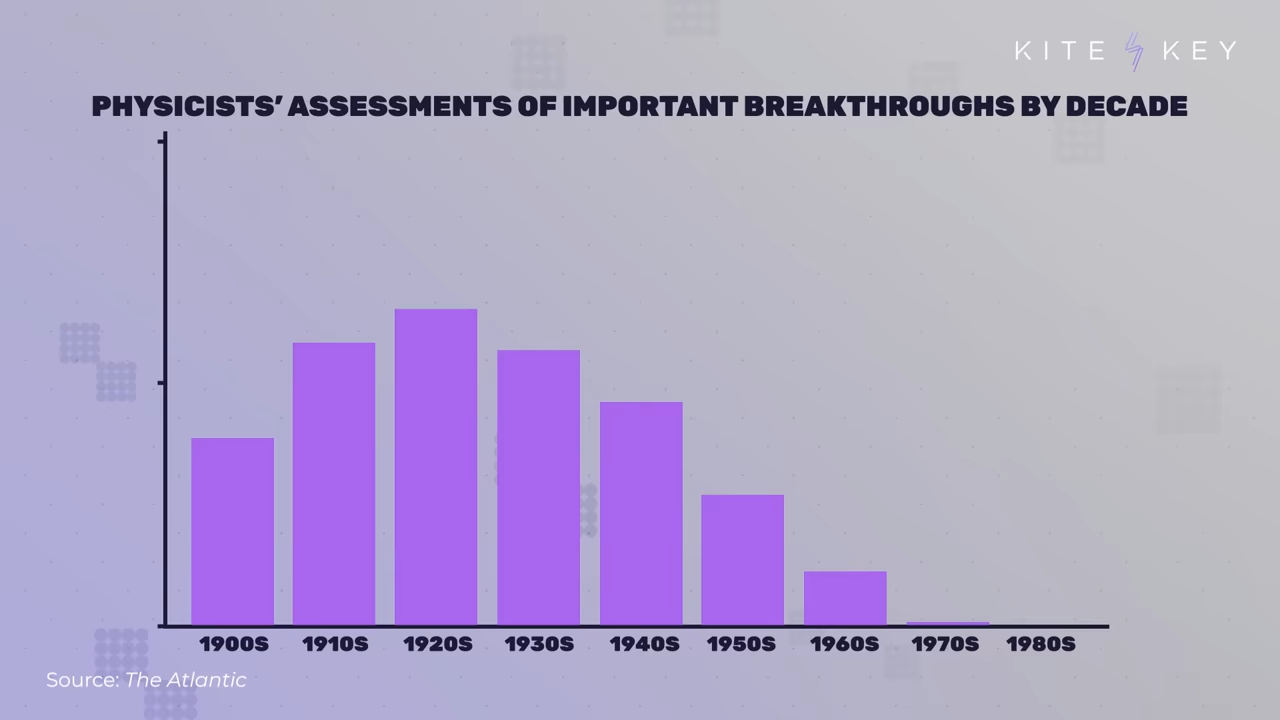 KITE KEY
PHYSICISTS’ ASSESSMENTS OF IMPORTANT BREAKTHROUGHS BY DECADE
1900S 1910S 1920S 1930S 1940S 1950S 1960S 1970S 1980S
Source: The Atlantic